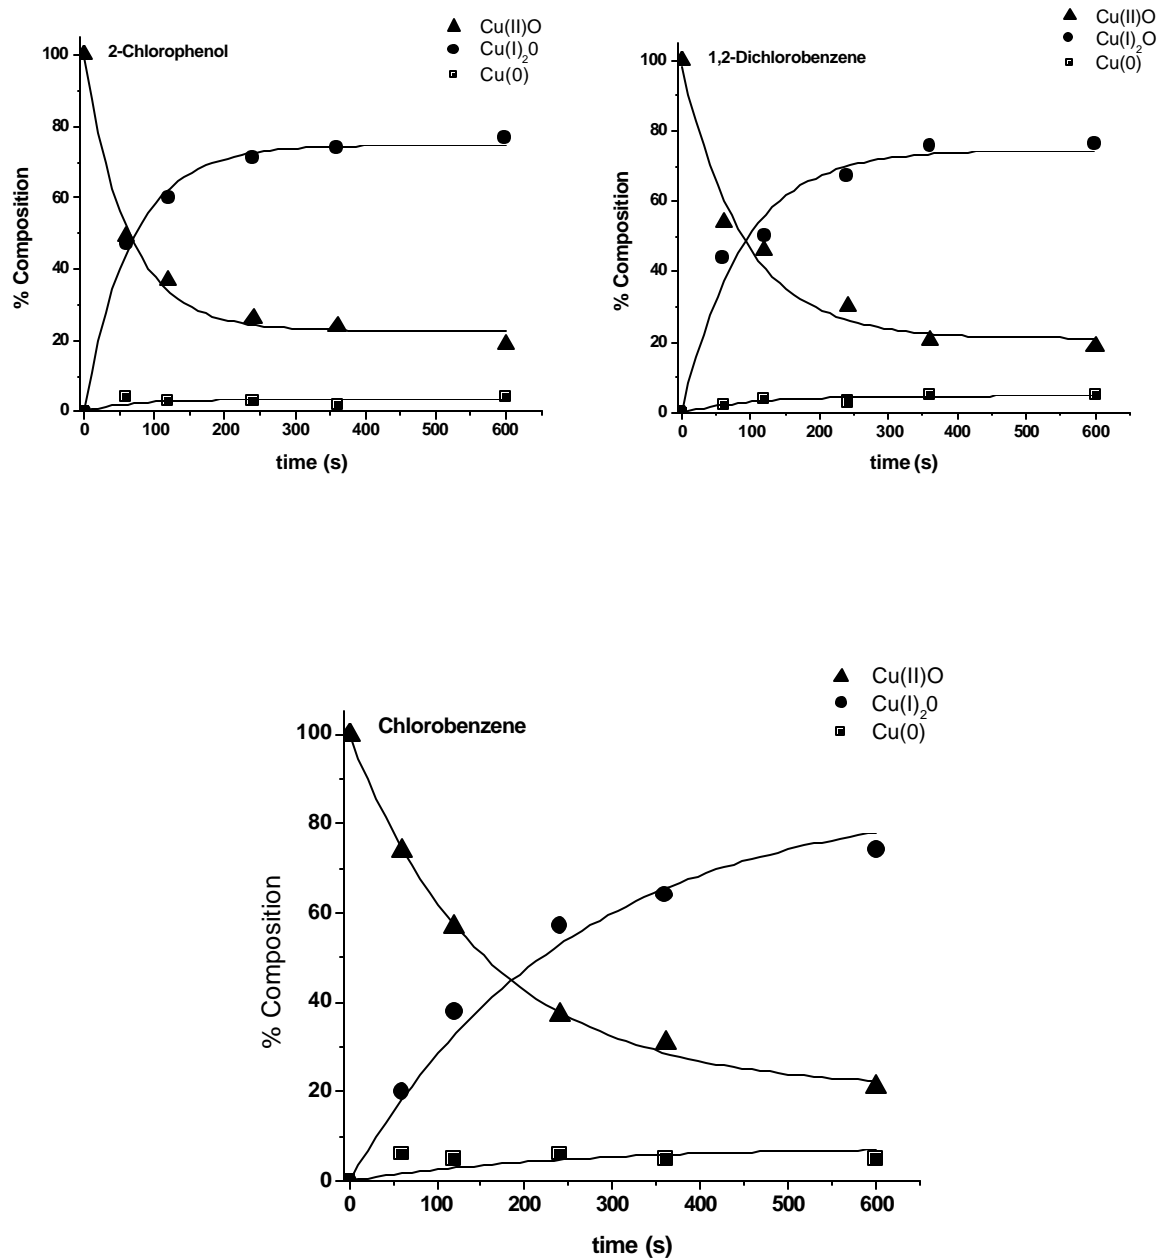 2-Chlorophenol
Cu(II)O
Cu(I)₂0
Cu(0)
% Composition
100
80
60
40
20
0
0 100 200 300 400 500 600
time (s)
1,2-Dichlorobenzene
Cu(II)O
Cu(I)₂O
Cu(0)
% Composition
100
80
60
40
20
0
0 100 200 300 400 500 600
time (s)
Chlorobenzene
Cu(II)O
Cu(I)₂0
Cu(0)
% Composition
100
80
60
40
20
0
0 100 200 300 400 500 600
time (s)